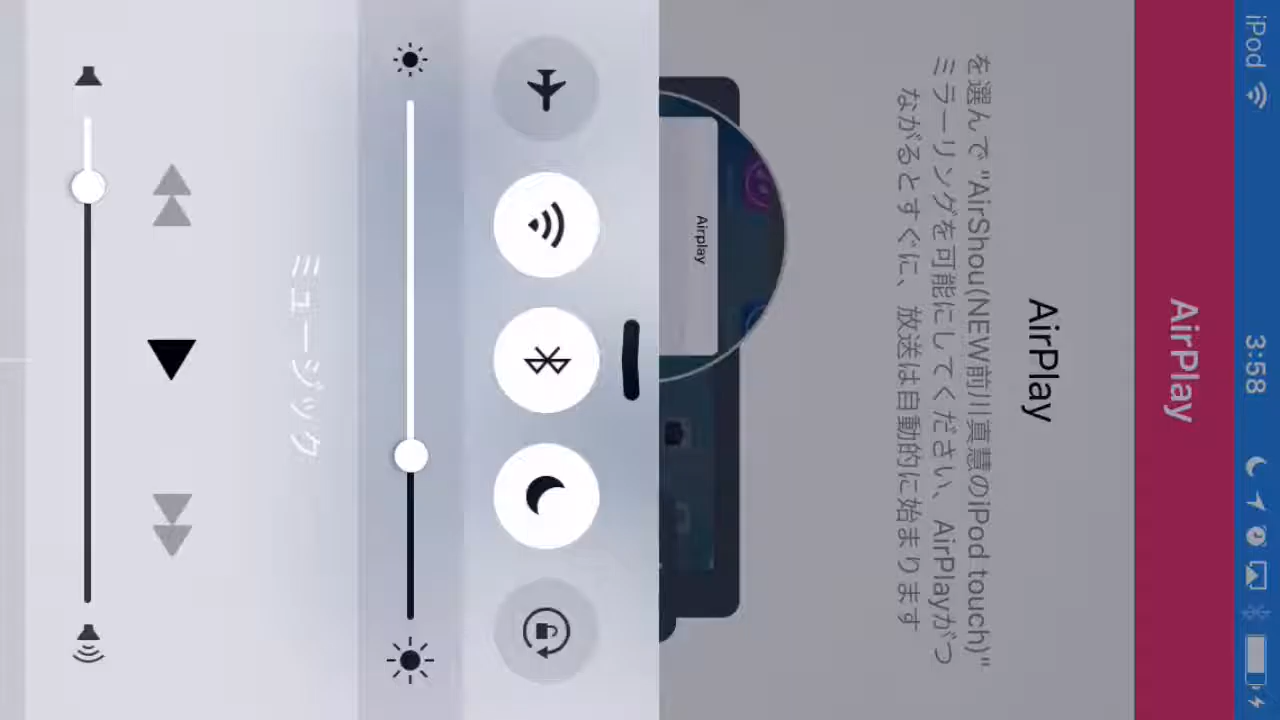 iPod 3:58
AirPlay
AirPlay
を選んで "AirShou(NEW前川真慧のiPod touch)"
ミラーリングを可能にしてください、AirPlayがつ
ながるとすぐに、放送は自動的に始まります
Airplay
ミュージック